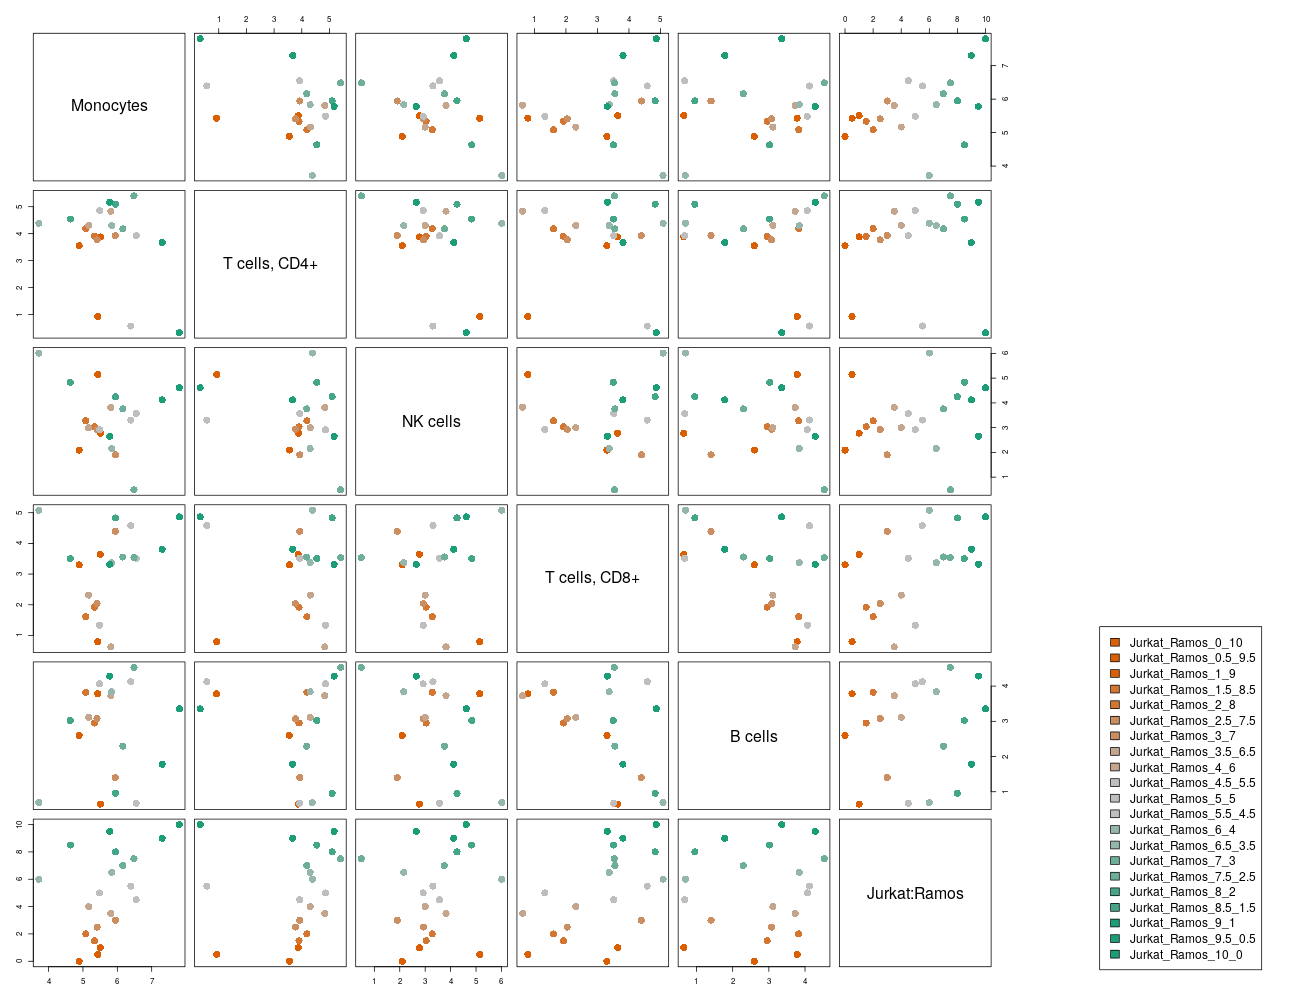 1 2 3 4 5 1 2 3 4 5 0 2 4 6 8 10
Monocytes
4 5 6 7
T cells, CD4+
1 2 3 4 5
NK cells
1 2 3 4 5 6
T cells, CD8+
1 2 3 4 5
B cells
1 2 3 4
Jurkat:Ramos
0 2 4 6 8 10
4 5 6 7 1 2 3 4 5 6 1 2 3 4
Jurkat_Ramos_0_10
Jurkat_Ramos_0.5_9.5
Jurkat_Ramos_1_9
Jurkat_Ramos_1.5_8.5
Jurkat_Ramos_2_8
Jurkat_Ramos_2.5_7.5
Jurkat_Ramos_3_7
Jurkat_Ramos_3.5_6.5
Jurkat_Ramos_4_6
Jurkat_Ramos_4.5_5.5
Jurkat_Ramos_5_5
Jurkat_Ramos_5.5_4.5
Jurkat_Ramos_6_4
Jurkat_Ramos_6.5_3.5
Jurkat_Ramos_7_3
Jurkat_Ramos_7.5_2.5
Jurkat_Ramos_8_2
Jurkat_Ramos_8.5_1.5
Jurkat_Ramos_9_1
Jurkat_Ramos_9.5_0.5
Jurkat_Ramos_10_0